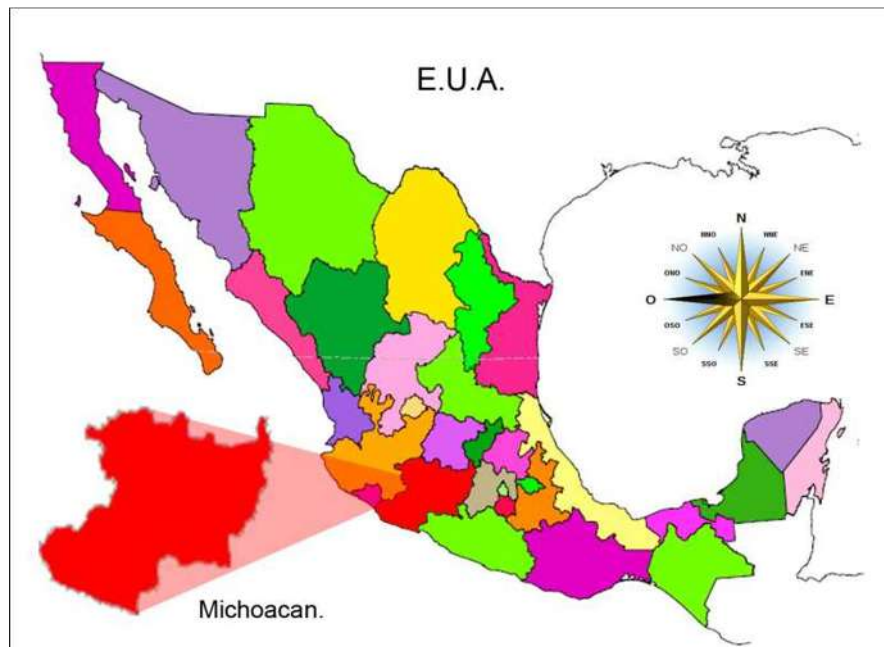 E.U.A.
N
NNO NNE
NO NE
ONO ENE
O E
OSO ESE
SO SE
SSO SSE
S
Michoacan.